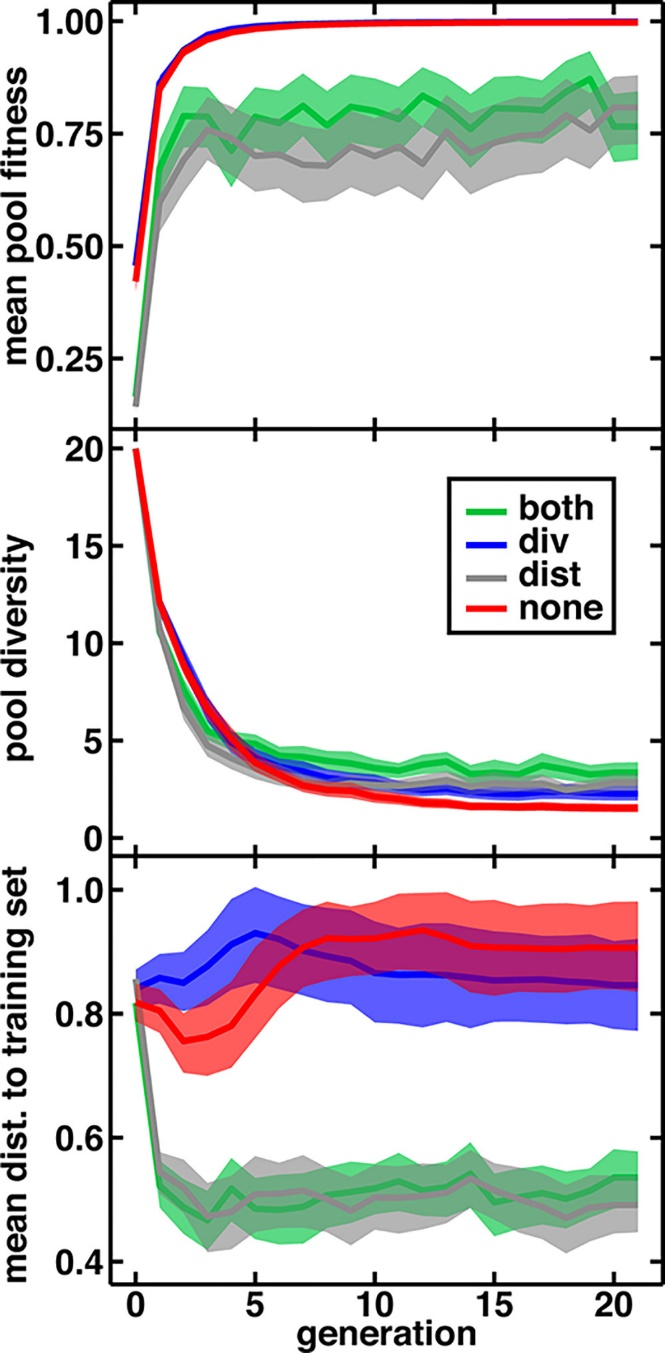 mean pool fitness
1.00
0.75
0.50
0.25
pool diversity
20
15
10
5
0
both
div
dist
none
mean dist. to training set
1.0
0.8
0.6
0.4
0 5 10 15 20
generation